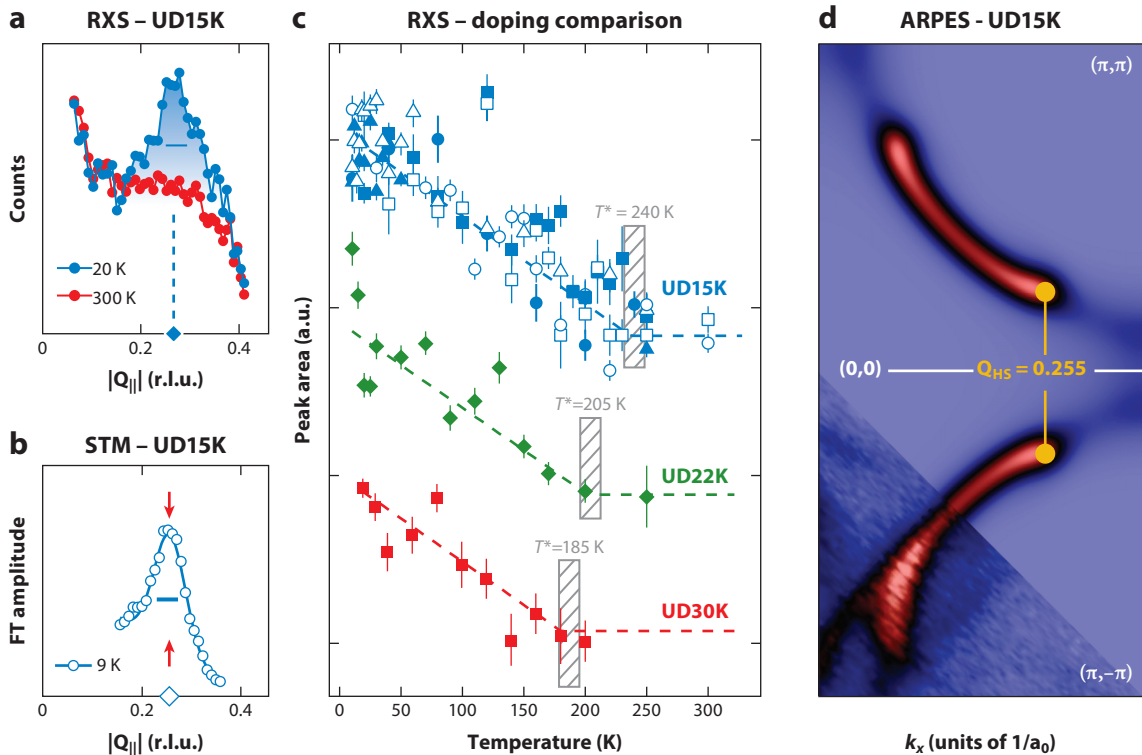 a RXS – UD15K
Counts
20 K
300 K
0 0.2 0.4
|Q||| (r.l.u.)
b STM – UD15K
FT amplitude
9 K
0 0.2 0.4
|Q||| (r.l.u.)
c RXS – doping comparison
Peak area (a.u.)
T* = 240 K
UD15K
T*=205 K
UD22K
T*=185 K
UD30K
0 50 100 150 200 250 300
Temperature (K)
d ARPES - UD15K
(π,π)
(0,0)
QHS = 0.255
(π,–π)
kx (units of 1/a0)